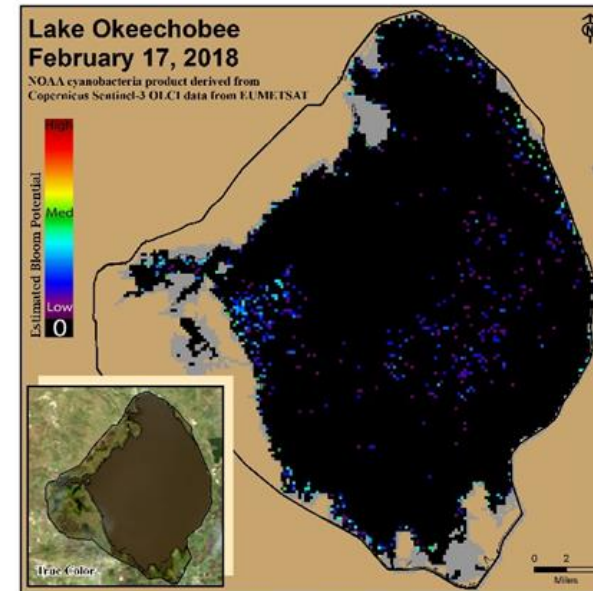 Lake Okeechobee
February 17, 2018
NOAA cyanobacteria product derived from
Copernicus Sentinel-3 OLCI data from EUMETSAT
N
High
Med
Low
0
Estimated Bloom Potential
True Color
0 2
Miles